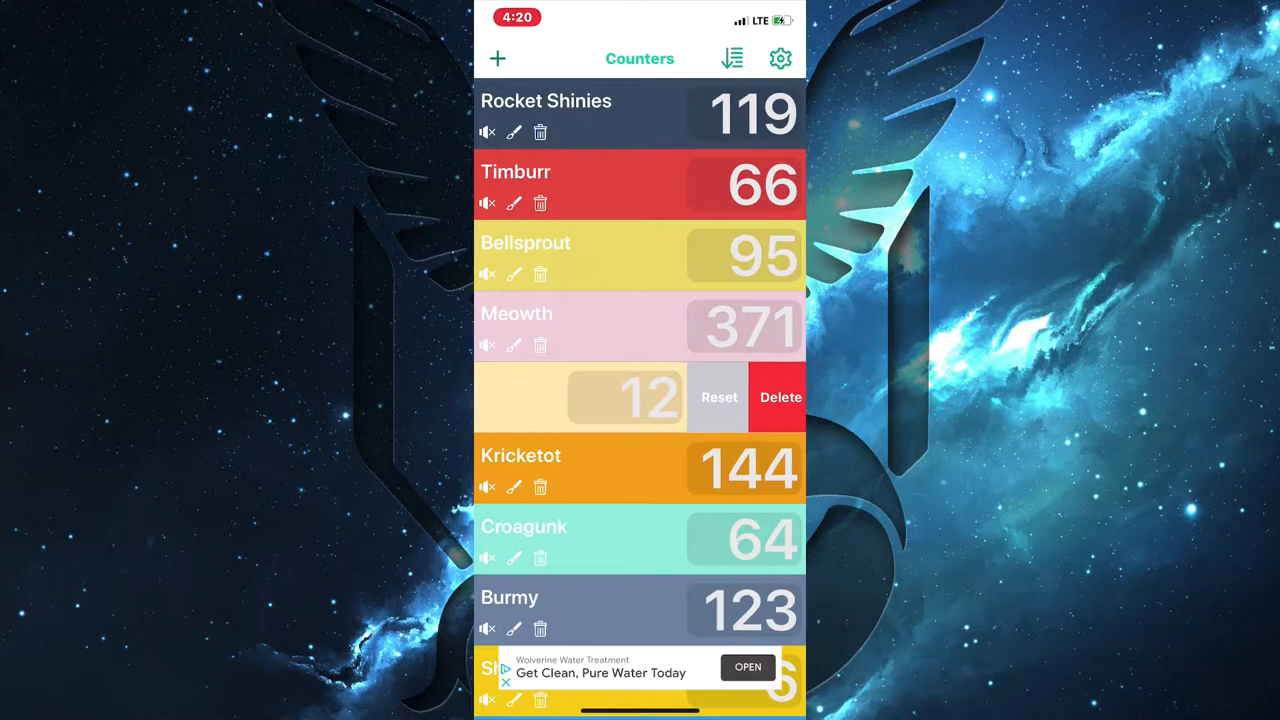 4:20
LTE
Counters
Rocket Shinies
119
Timburr
66
Bellsprout
95
Meowth
371
12
Reset
Delete
Kricketot
144
Croagunk
64
Burmy
123
Wolverine Water Treatment
Get Clean, Pure Water Today
OPEN